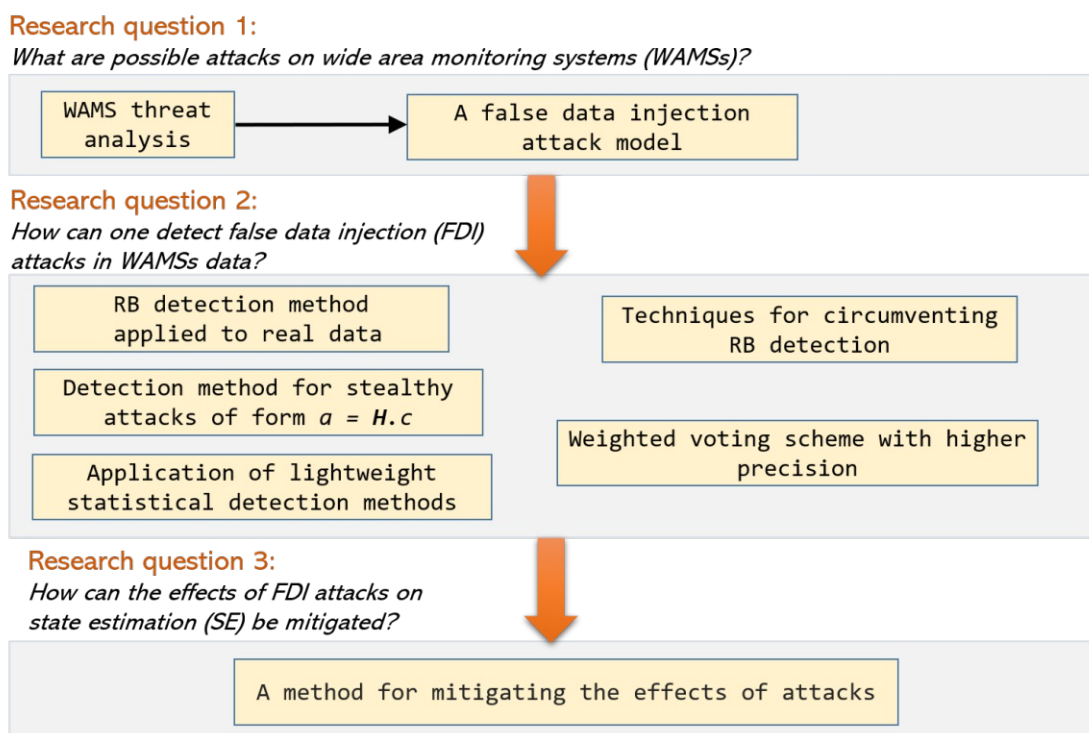 Research question 1:
What are possible attacks on wide area monitoring systems (WAMSs)?
WAMS threat
analysis
A false data injection
attack model
Research question 2:
How can one detect false data injection (FDI)
attacks in WAMSs data?
RB detection method
applied to real data
Detection method for stealthy
attacks of form a = H.c
Application of lightweight
statistical detection methods
Techniques for circumventing
RB detection
Weighted voting scheme with higher
precision
Research question 3:
How can the effects of FDI attacks on
state estimation (SE) be mitigated?
A method for mitigating the effects of attacks